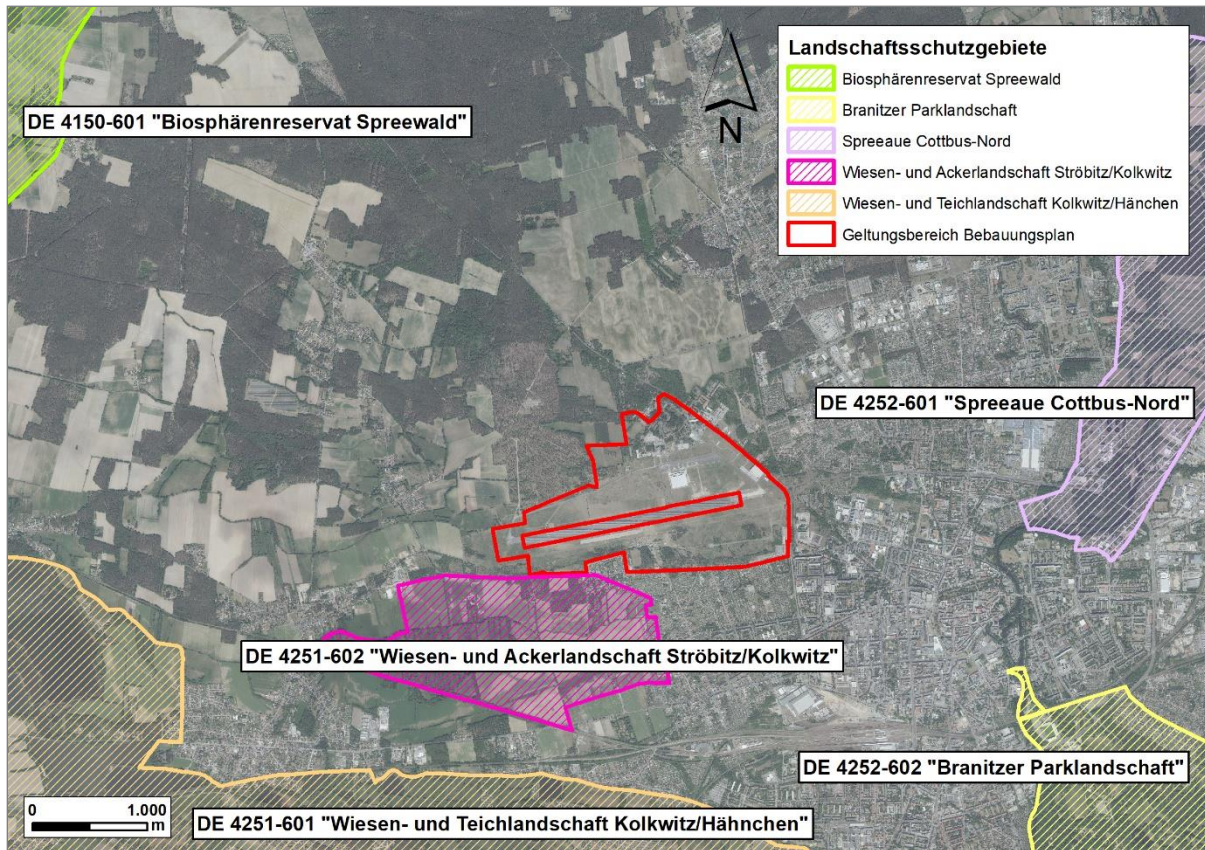 Landschaftsschutzgebiete
Biosphärenreservat Spreewald
Branitzer Parklandschaft
Spreeaue Cottbus-Nord
Wiesen- und Ackerlandschaft Ströbitz/Kolkwitz
Wiesen- und Teichlandschaft Kolkwitz/Hänchen
Geltungsbereich Bebauungsplan
N
DE 4150-601 "Biosphärenreservat Spreewald"
DE 4252-601 "Spreeaue Cottbus-Nord"
DE 4251-602 "Wiesen- und Ackerlandschaft Ströbitz/Kolkwitz"
DE 4252-602 "Branitzer Parklandschaft"
DE 4251-601 "Wiesen- und Teichlandschaft Kolkwitz/Hähnchen"
0 1.000
m